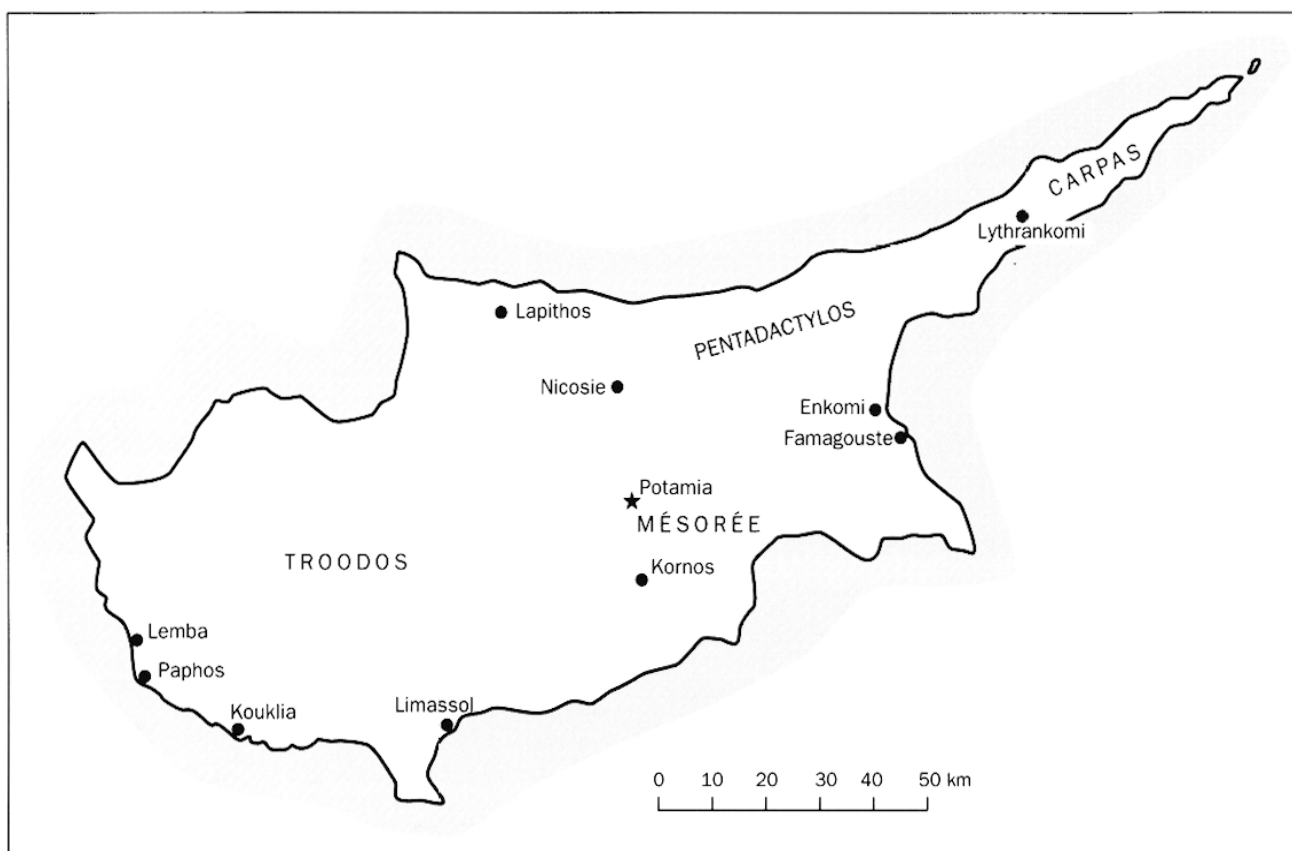 CARPAS
Lythrankomi
Lapithos
PENTADACTYLOS
Nicosie
Enkomi
Famagouste
Potamia
MÉSORÉE
TROODOS
Kornos
Lemba
Paphos
Kouklia
Limassol
0 10 20 30 40 50 km